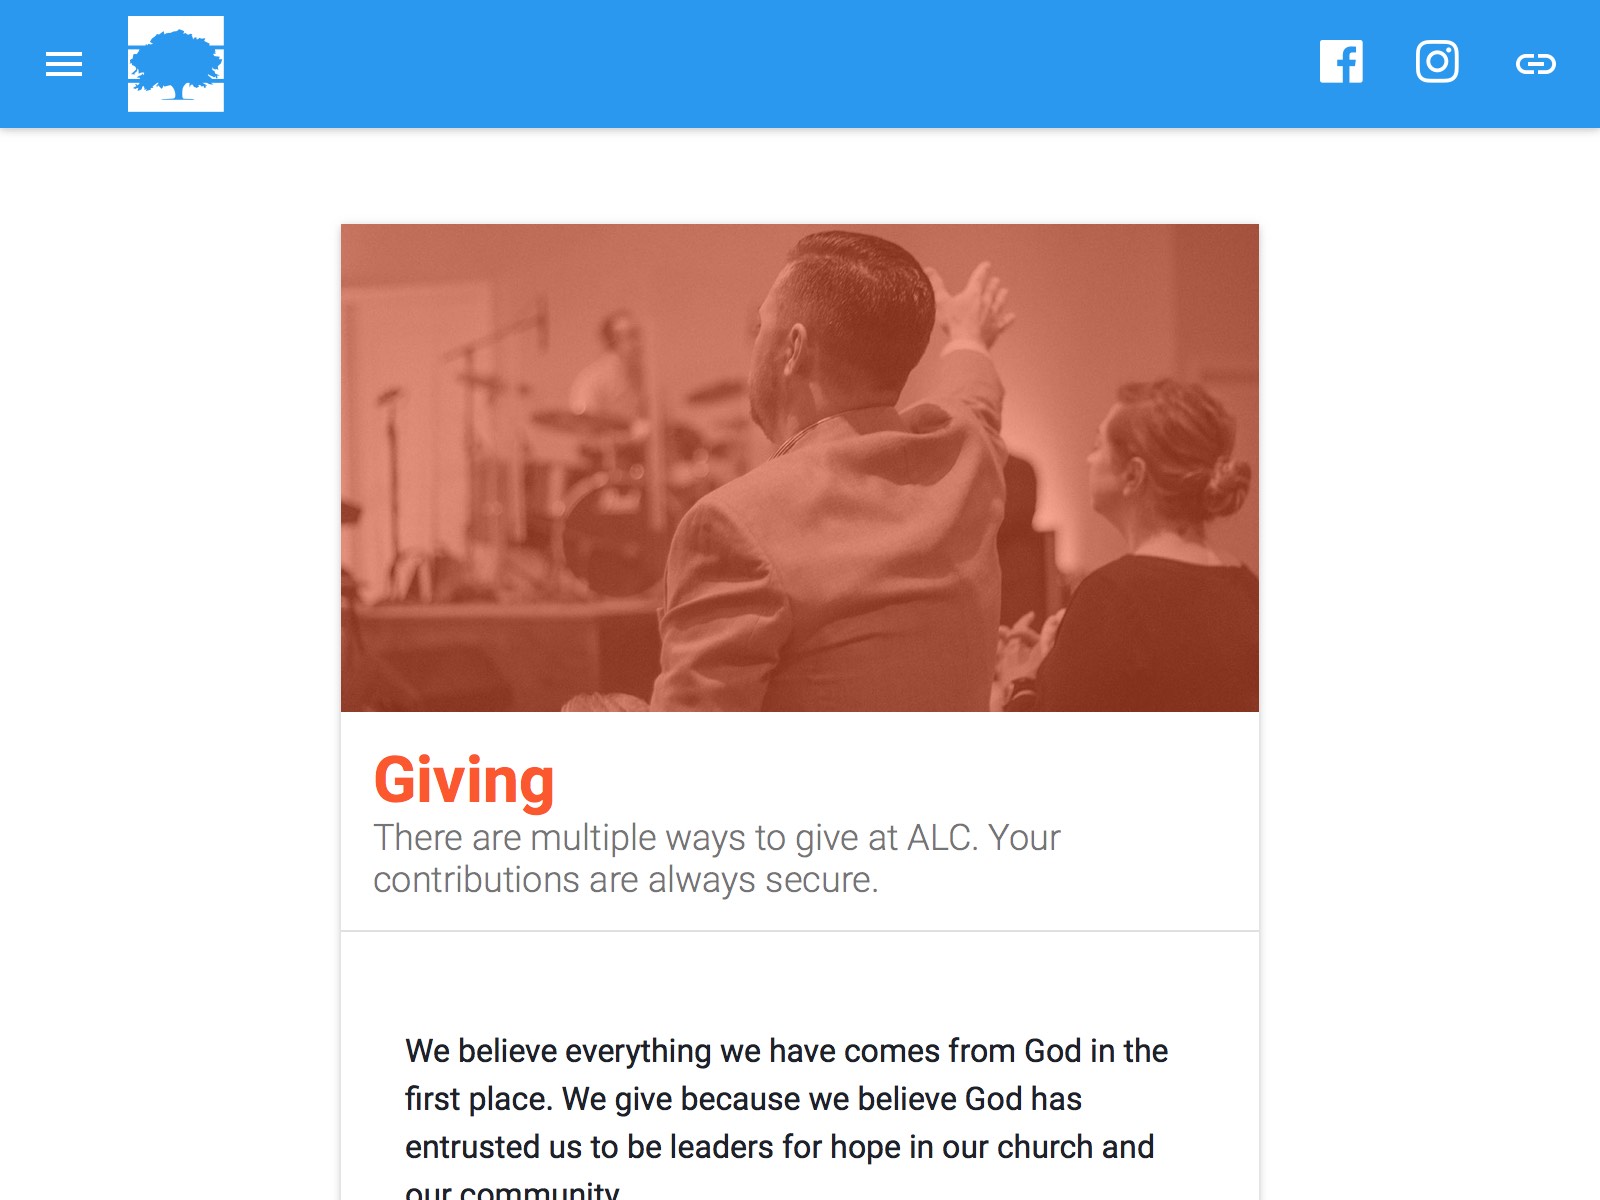 Giving
There are multiple ways to give at ALC. Your
contributions are always secure.
We believe everything we have comes from God in the
first place. We give because we believe God has
entrusted us to be leaders for hope in our church and
our community.